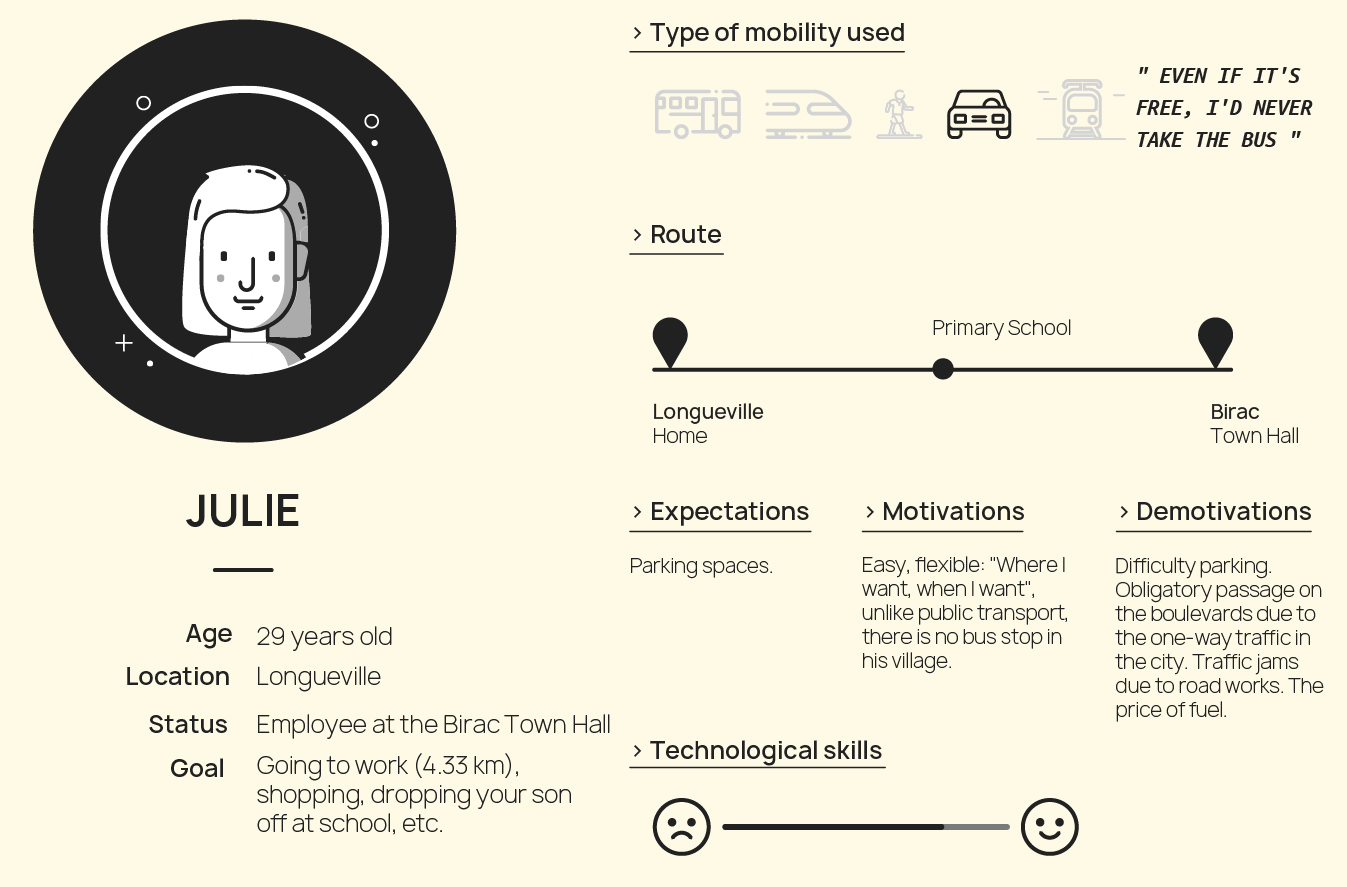 JULIE
Age 29 years old
Location Longueville
Status Employee at the Birac Town Hall
Goal Going to work (4.33 km),
shopping, dropping your son
off at school, etc.
> Type of mobility used
" EVEN IF IT'S
FREE, I'D NEVER
TAKE THE BUS "
> Route
Primary School
Longueville
Home
Birac
Town Hall
> Expectations
Parking spaces.
> Motivations
Easy, flexible: "Where I
want, when I want",
unlike public transport,
there is no bus stop in
his village.
> Demotivations
Difficulty parking.
Obligatory passage on
the boulevards due to
the one-way traffic in
the city. Traffic jams
due to road works. The
price of fuel.
> Technological skills